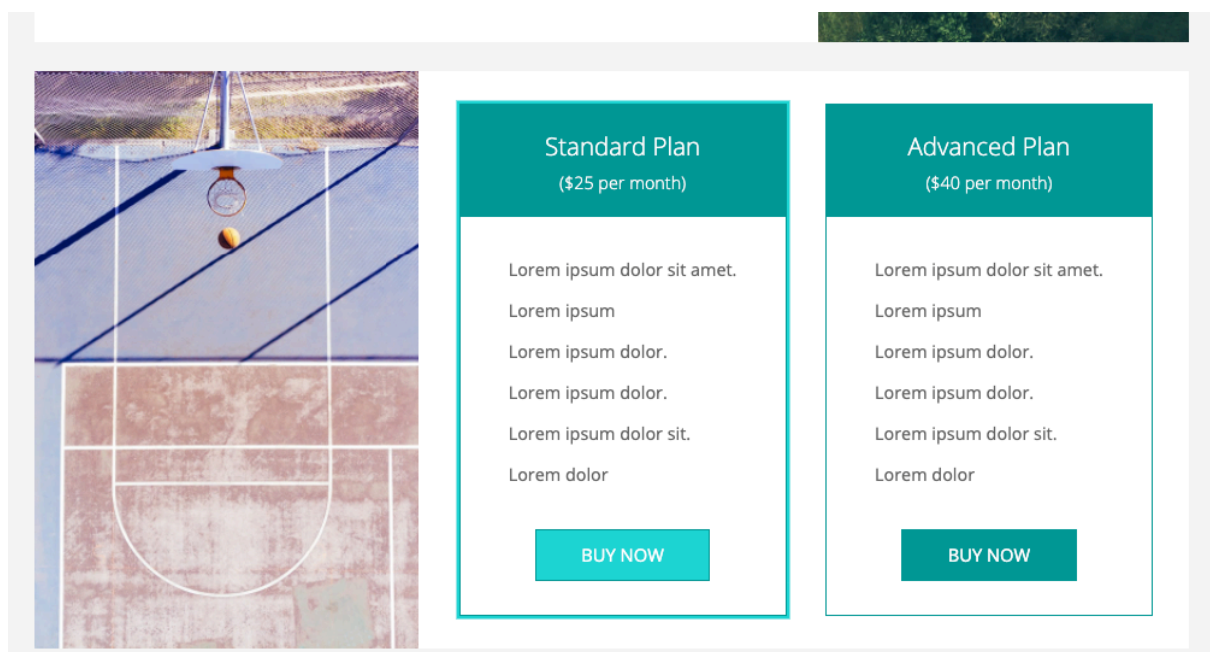 Standard Plan
($25 per month)
Lorem ipsum dolor sit amet.
Lorem ipsum
Lorem ipsum dolor.
Lorem ipsum dolor.
Lorem ipsum dolor sit.
Lorem dolor
BUY NOW
Advanced Plan
($40 per month)
Lorem ipsum dolor sit amet.
Lorem ipsum
Lorem ipsum dolor.
Lorem ipsum dolor.
Lorem ipsum dolor sit.
Lorem dolor
BUY NOW